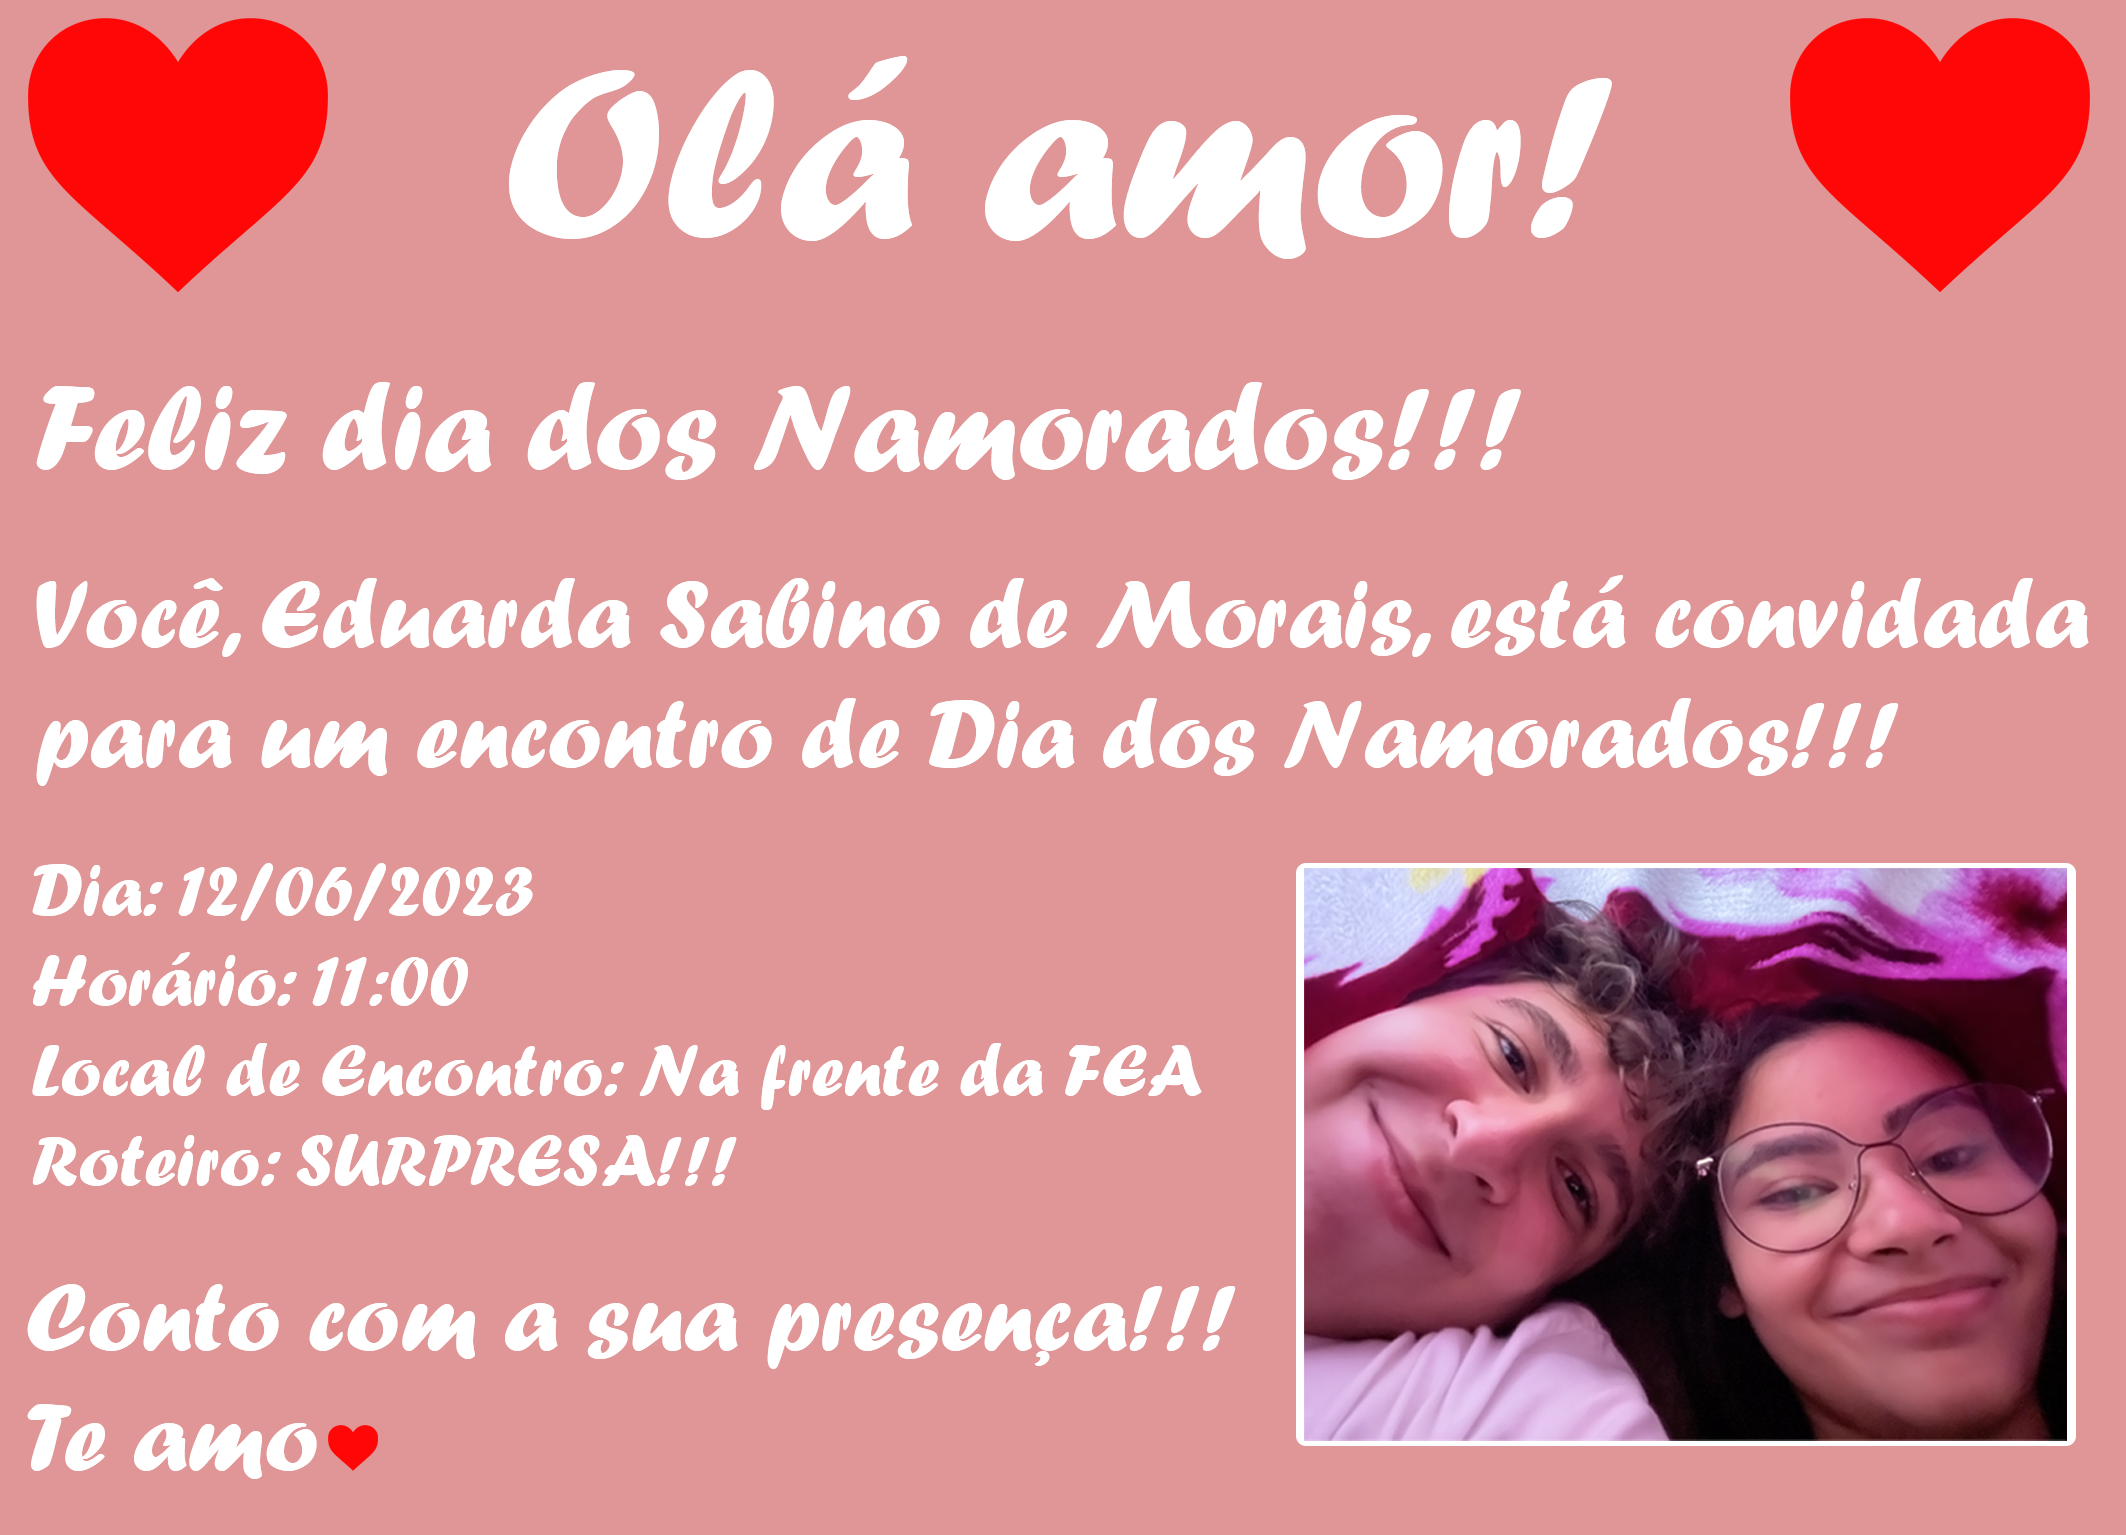 Olá amor!
Feliz dia dos Namorados!!!
Você, Eduarda Sabino de Morais, está convidada
para um encontro de Dia dos Namorados!!!
Dia: 12/06/2023
Horário: 11:00
Local de Encontro: Na frente da FEA
Roteiro: SURPRESA!!!
Conto com a sua presença!!!
Te amo